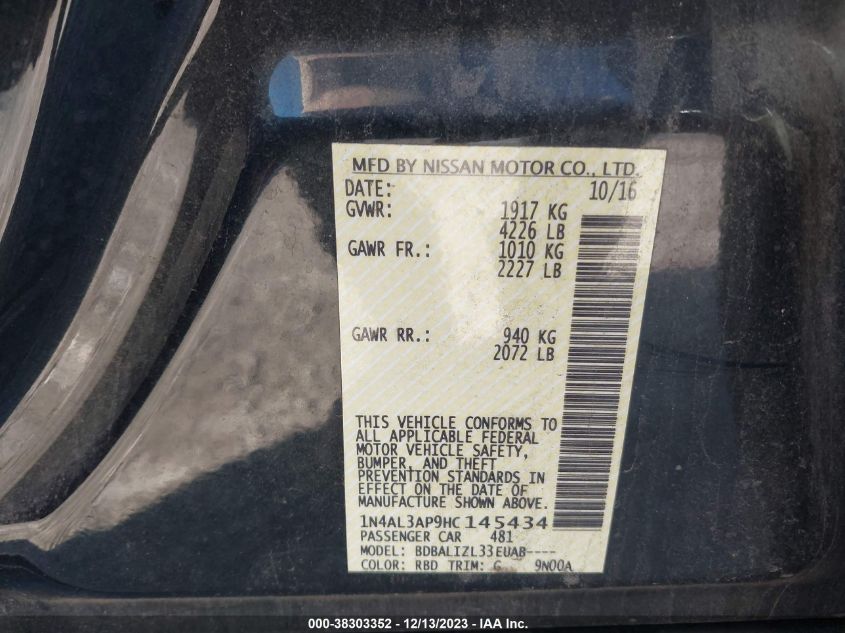 MFD BY NISSAN MOTOR CO., LTD.
DATE: 10/16
GVWR: 1917 KG
4226 LB
GAWR FR.: 1010 KG
2227 LB
GAWR RR.: 940 KG
2072 LB
THIS VEHICLE CONFORMS TO
ALL APPLICABLE FEDERAL
MOTOR VEHICLE SAFETY,
BUMPER, AND THEFT
PREVENTION STANDARDS IN
EFFECT ON THE DATE OF
MANUFACTURE SHOWN ABOVE.
1N4AL3AP9HC145434
PASSENGER CAR 481
MODEL: BDBALIZL33EUAB----
COLOR: RBD TRIM: G 9N00A
000-38303352 - 12/13/2023 - IAA Inc.